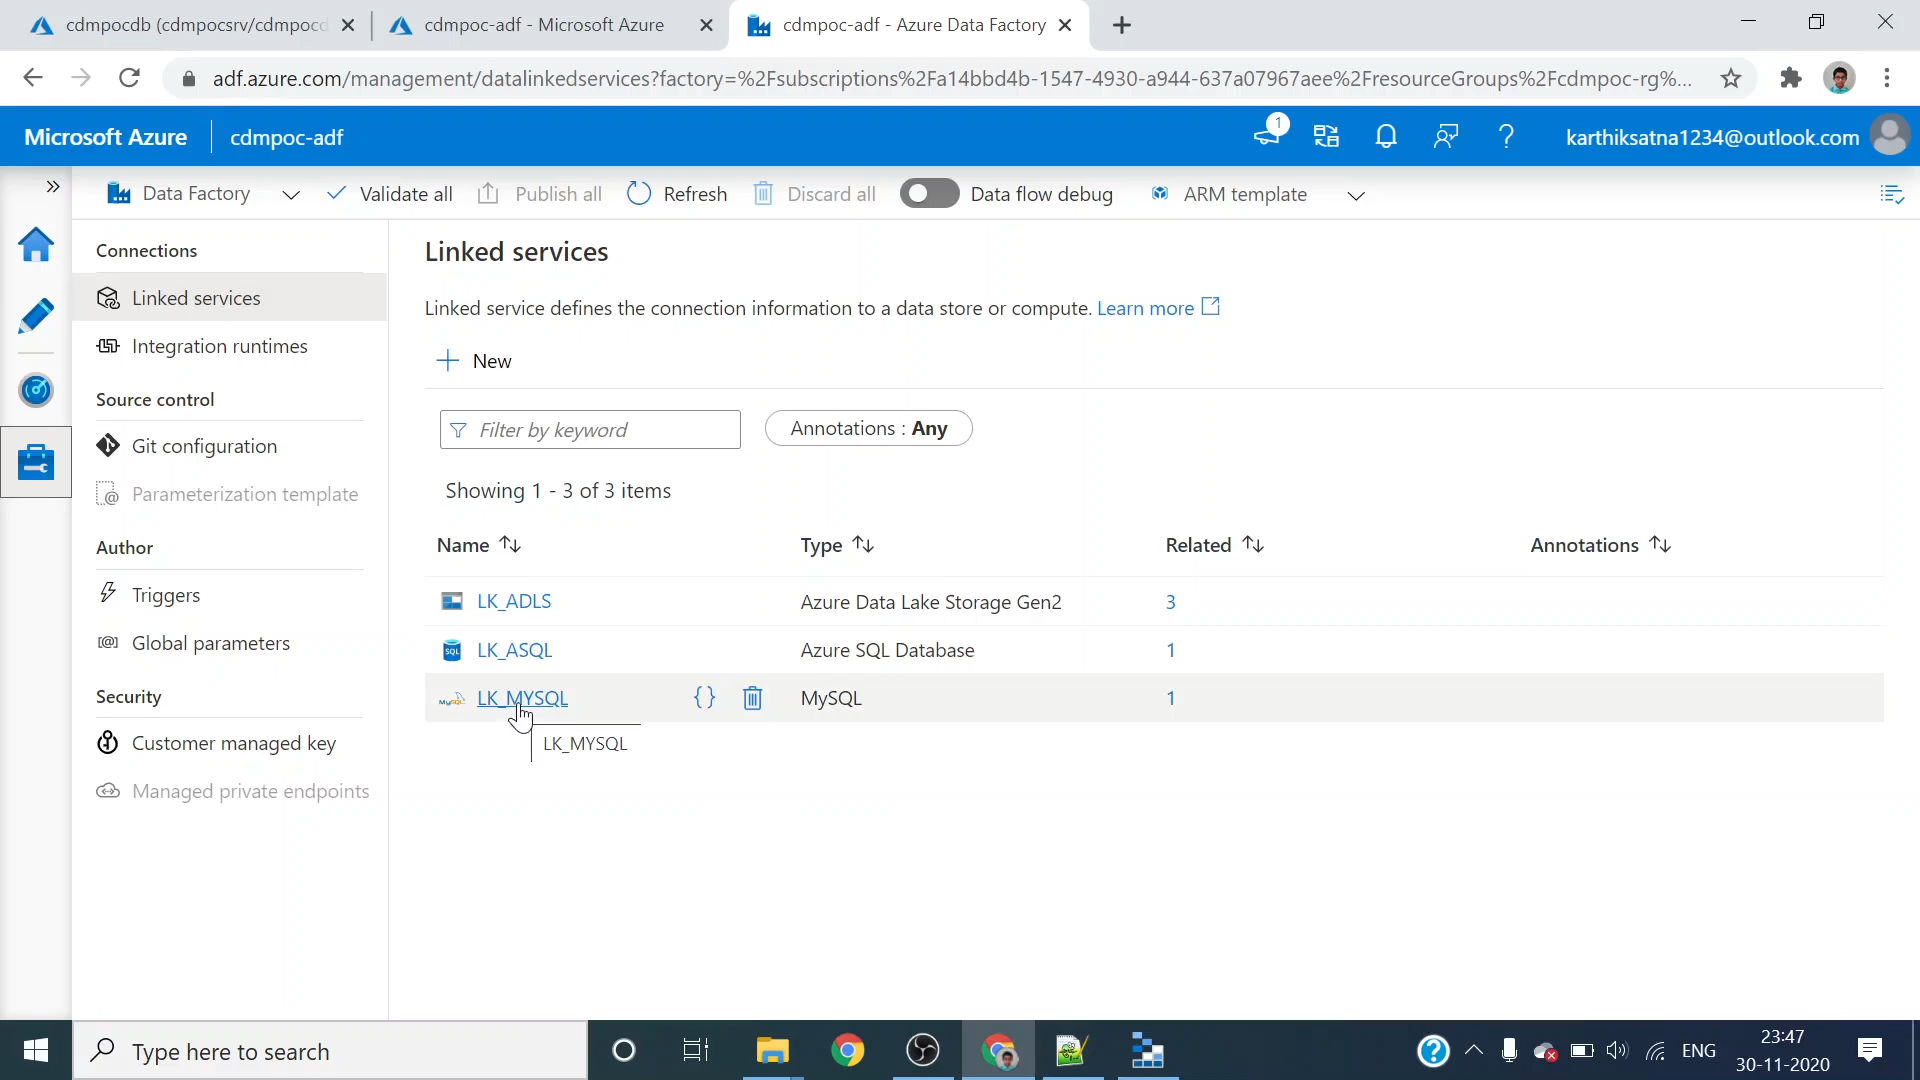 cdmpocdb (cdmpocsrv/cdmpocd
cdmpoc-adf - Microsoft Azure
cdmpoc-adf - Azure Data Factory
adf.azure.com/management/datalinkedservices?factory=%2Fsubscriptions%2Fa14bbd4b-1547-4930-a944-637a07967aee%2FresourceGroups%2Fcdmpoc-rg%...
Microsoft Azure
cdmpoc-adf
1
karthiksatna1234@outlook.com
Data Factory
Validate all
Publish all
Refresh
Discard all
Data flow debug
ARM template
Connections
Linked services
Integration runtimes
Source control
Git configuration
Parameterization template
Author
Triggers
Global parameters
Security
Customer managed key
Managed private endpoints
Linked services
Linked service defines the connection information to a data store or compute. Learn more
New
Filter by keyword
Annotations : Any
Showing 1 - 3 of 3 items
Name Type Related Annotations
LK_ADLS Azure Data Lake Storage Gen2 3
SQL LK_ASQL Azure SQL Database 1
MySQL LK_MYSQL {} MySQL 1
LK_MYSQL
Type here to search
ENG
23:47
30-11-2020